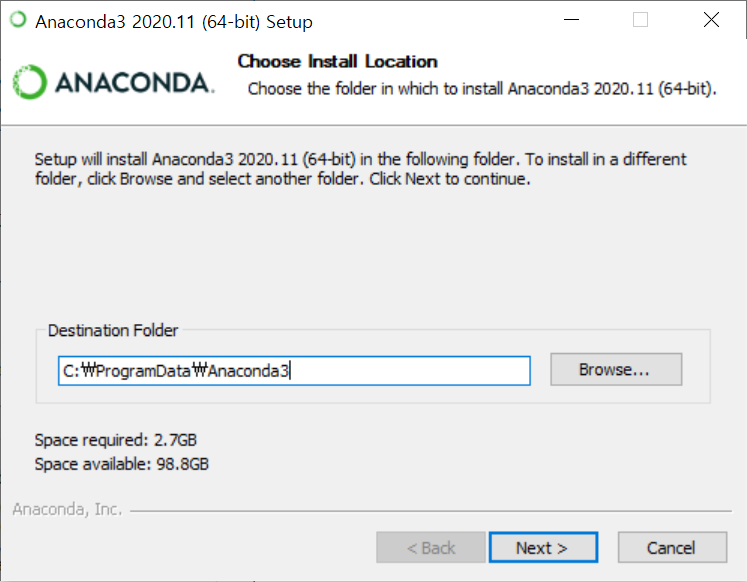 Anaconda3 2020.11 (64-bit) Setup
Choose Install Location
ANACONDA.
Choose the folder in which to install Anaconda3 2020.11 (64-bit).
Setup will install Anaconda3 2020.11 (64-bit) in the following folder. To install in a different
folder, click Browse and select another folder. Click Next to continue.
Destination Folder
C:₩ProgramData₩Anaconda3
Browse...
Space required: 2.7GB
Space available: 98.8GB
Anaconda, Inc.
< Back
Next >
Cancel